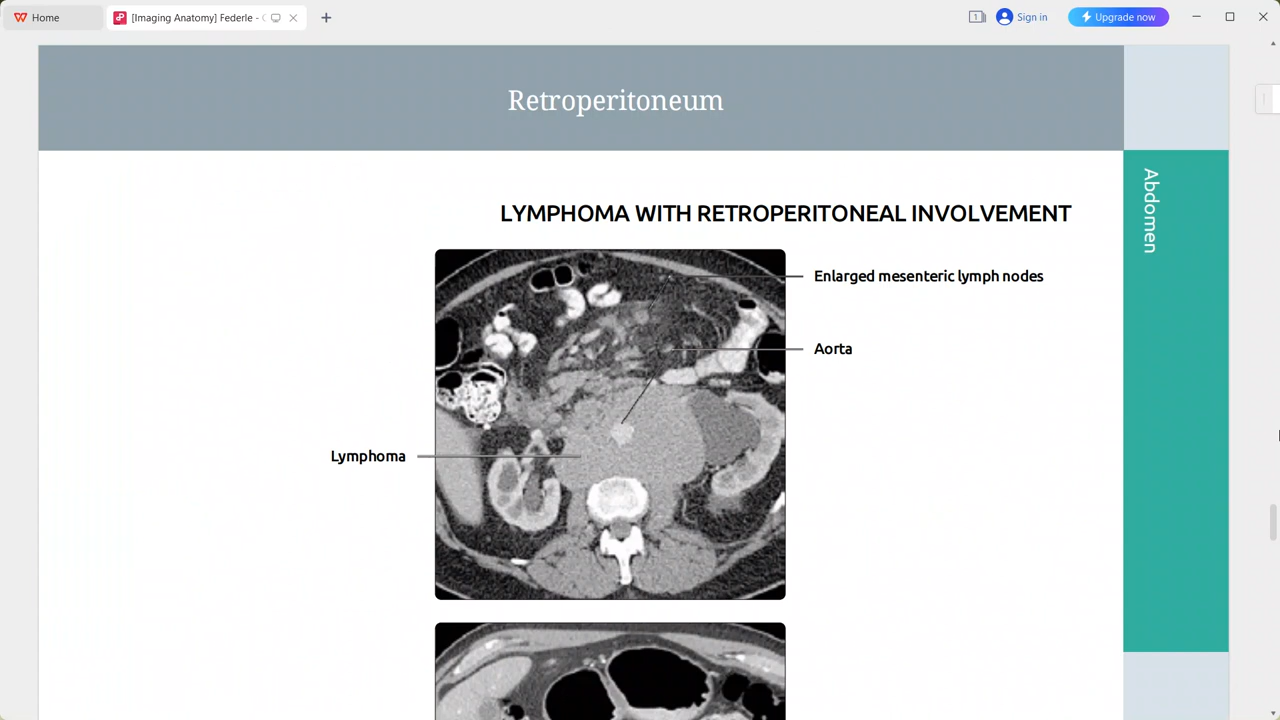 Home
[Imaging Anatomy] Federle -
1
Sign in
Upgrade now
Retroperitoneum
Abdomen
LYMPHOMA WITH RETROPERITONEAL INVOLVEMENT
Enlarged mesenteric lymph nodes
Aorta
Lymphoma